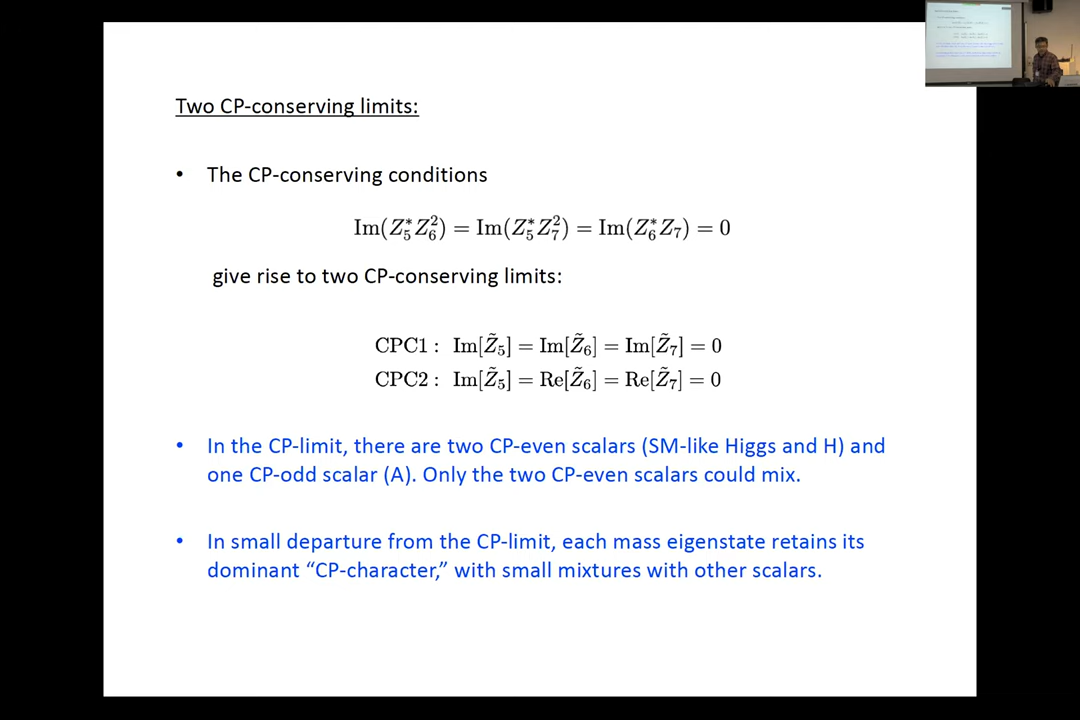 Two CP-conserving limits:
• The CP-conserving conditions
Im(Z₅*Z₆²) = Im(Z₅*Z₇²) = Im(Z₆*Z₇) = 0
give rise to two CP-conserving limits:
CPC1 : Im[Z̃₅] = Im[Z̃₆] = Im[Z̃₇] = 0
CPC2 : Im[Z̃₅] = Re[Z̃₆] = Re[Z̃₇] = 0
• In the CP-limit, there are two CP-even scalars (SM-like Higgs and H) and
one CP-odd scalar (A). Only the two CP-even scalars could mix.
• In small departure from the CP-limit, each mass eigenstate retains its
dominant “CP-character,” with small mixtures with other scalars.